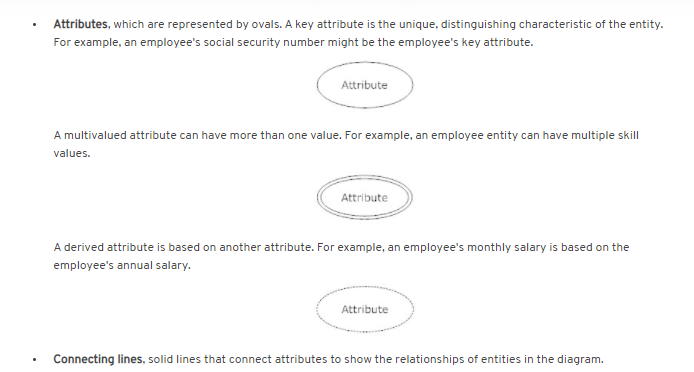 • Attributes, which are represented by ovals. A key attribute is the unique, distinguishing characteristic of the entity.
For example, an employee's social security number might be the employee's key attribute.
Attribute
A multivalued attribute can have more than one value. For example, an employee entity can have multiple skill
values.
Attribute
A derived attribute is based on another attribute. For example, an employee's monthly salary is based on the
employee's annual salary.
Attribute
• Connecting lines, solid lines that connect attributes to show the relationships of entities in the diagram.